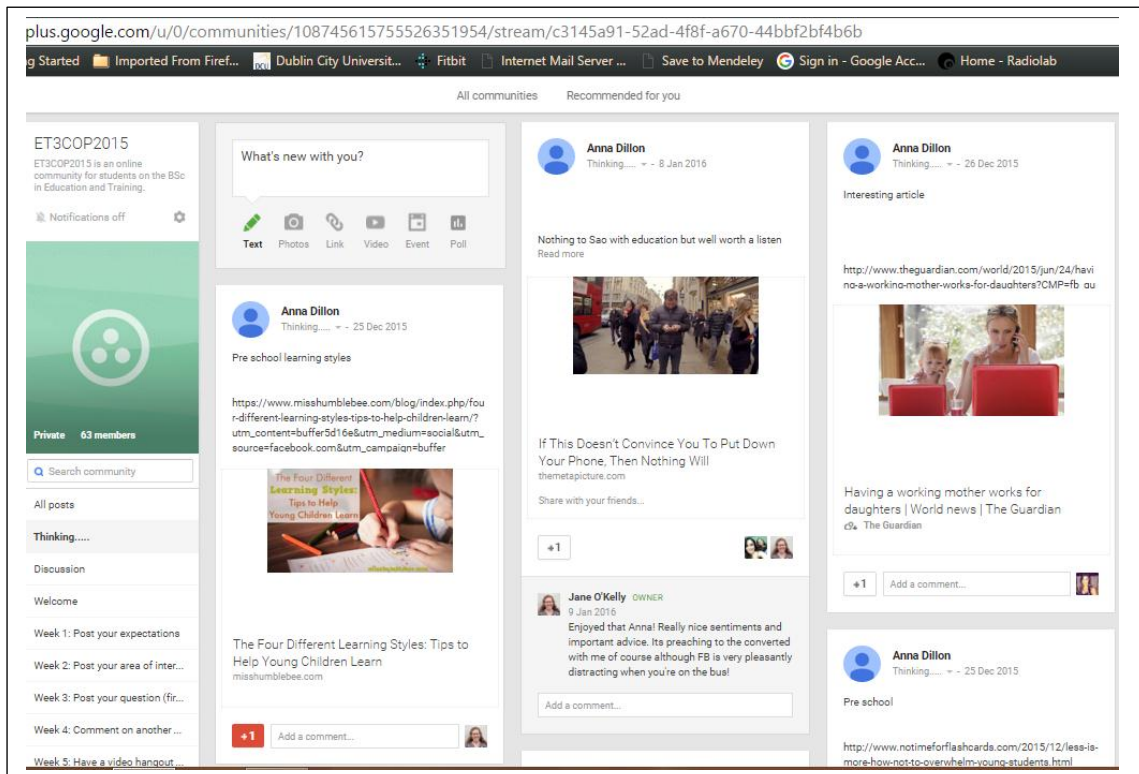 plus.google.com/u/0/communities/108745615755526351954/stream/c3145a91-52ad-4f8f-a670-44bbf2bf4b6b
g Started Imported From Firef... DCU Dublin City Universit... Fitbit Internet Mail Server ... Save to Mendeley Sign in - Google Acc... Home - Radiolab
All communities Recommended for you
ET3COP2015
ET3COP2015 is an online
community for students on the BSc
in Education and Training.
Notifications off
Private 63 members
Search community
All posts
Thinking.....
Discussion
Welcome
Week 1: Post your expectations
Week 2: Post your area of inter...
Week 3: Post your question (fir...
Week 4: Comment on another ...
Week 5: Have a video hangout
What's new with you?
Text Photos Link Video Event Poll
Anna Dillon
Thinking..... - 25 Dec 2015
Pre school learning styles
https://www.misshumblebee.com/blog/index.php/fou
r-different-learning-styles-tips-to-help-children-learn/?
utm_content=buffer5d16e&utm_medium=social&utm_
source=facebook.com&utm_campaign=buffer
The Four Different
Learning Styles:
Tips to Help
Young Children Learn
The Four Different Learning Styles: Tips to
Help Young Children Learn
misshumblebee.com
+1 Add a comment...
Anna Dillon
Thinking..... - 8 Jan 2016
Nothing to Sao with education but well worth a listen
Read more
If This Doesn't Convince You To Put Down
Your Phone, Then Nothing Will
themetapicture.com
Share with your friends...
+1
Jane O'Kelly OWNER
9 Jan 2016
Enjoyed that Anna! Really nice sentiments and
important advice. Its preaching to the converted
with me of course although FB is very pleasantly
distracting when you're on the bus!
Add a comment...
Anna Dillon
Thinking..... - 26 Dec 2015
Interesting article
http://www.theguardian.com/world/2015/jun/24/havi
ng-a-working-mother-works-for-daughters?CMP=fb_gu
Having a working mother works for
daughters | World news | The Guardian
The Guardian
+1 Add a comment...
Anna Dillon
Thinking..... - 25 Dec 2015
Pre school
http://www.notimeforflashcards.com/2015/12/less-is-
more-how-not-to-overwhelm-young-students.html